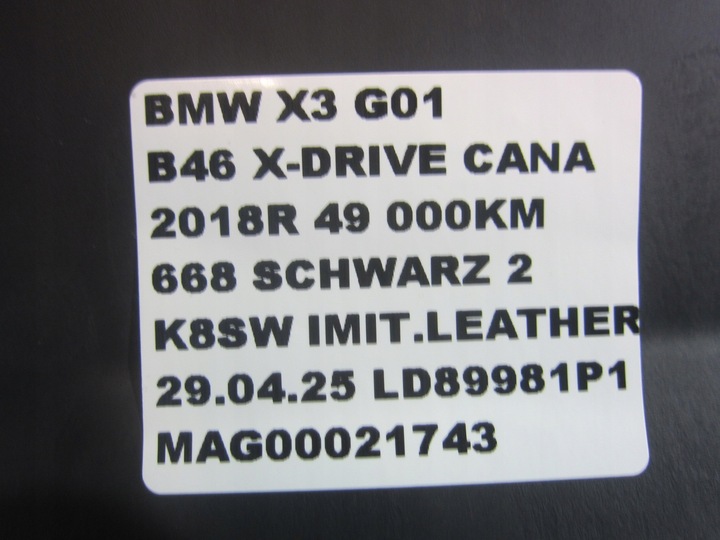 BMW X3 G01
B46 X-DRIVE CANA
2018R 49 000KM
668 SCHWARZ 2
K8SW IMIT.LEATHER
29.04.25 LD89981P1
MAG00021743